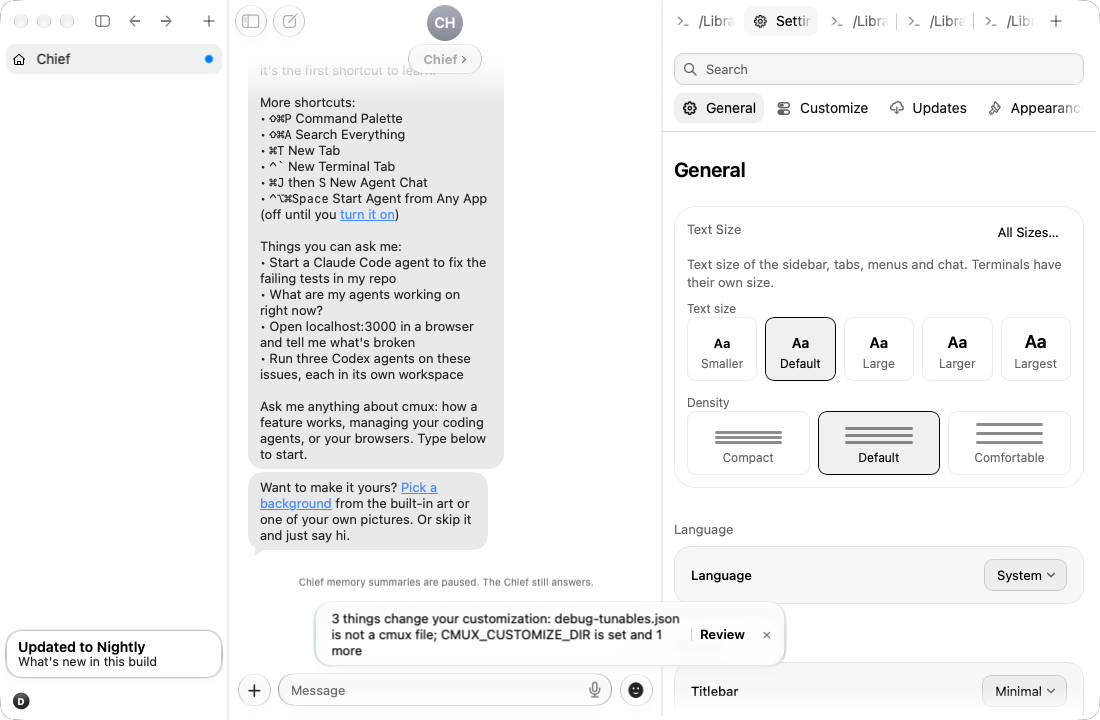 Chief
Updated to Nightly
What's new in this build
D
CH
Chief
it's the first shortcut to learn.
More shortcuts:
• ⇧⌘P Command Palette
• ⇧⌘A Search Everything
• ⌘T New Tab
• ^` New Terminal Tab
• ⌘J then S New Agent Chat
• ^⌥⌘Space Start Agent from Any App
(off until you turn it on)
Things you can ask me:
• Start a Claude Code agent to fix the
failing tests in my repo
• What are my agents working on
right now?
• Open localhost:3000 in a browser
and tell me what's broken
• Run three Codex agents on these
issues, each in its own workspace
Ask me anything about cmux: how a
feature works, managing your coding
agents, or your browsers. Type below
to start.
Want to make it yours? Pick a
background from the built-in art or
one of your own pictures. Or skip it
and just say hi.
Chief memory summaries are paused. The Chief still answers.
3 things change your customization: debug-tunables.json
is not a cmux file; CMUX_CUSTOMIZE_DIR is set and 1
more
Review
Message
/Libra
Settin
/Libra
/Libra
/Lib
Search
General
Customize
Updates
Appearanc
General
Text Size
All Sizes...
Text size of the sidebar, tabs, menus and chat. Terminals have
their own size.
Text size
Aa Aa Aa Aa Aa
Smaller Default Large Larger Largest
Density
Compact Default Comfortable
Language
Language
System
Titlebar
Minimal